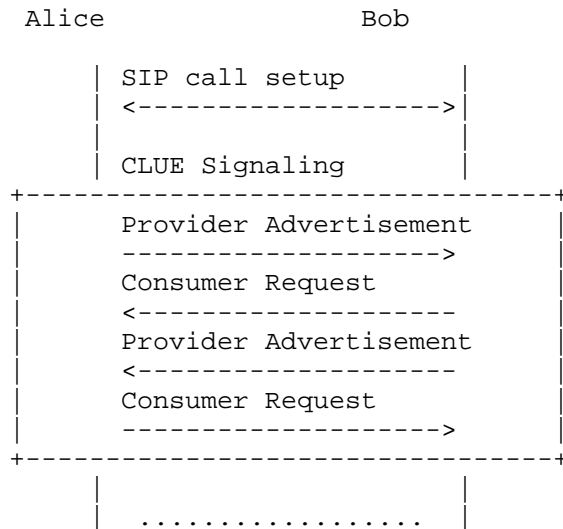 Alice Bob
SIP call setup
<------------------->
CLUE Signaling
+---------------------------------+
Provider Advertisement
-------------------->
Consumer Request
<--------------------
Provider Advertisement
<--------------------
Consumer Request
-------------------->
+---------------------------------+
..................